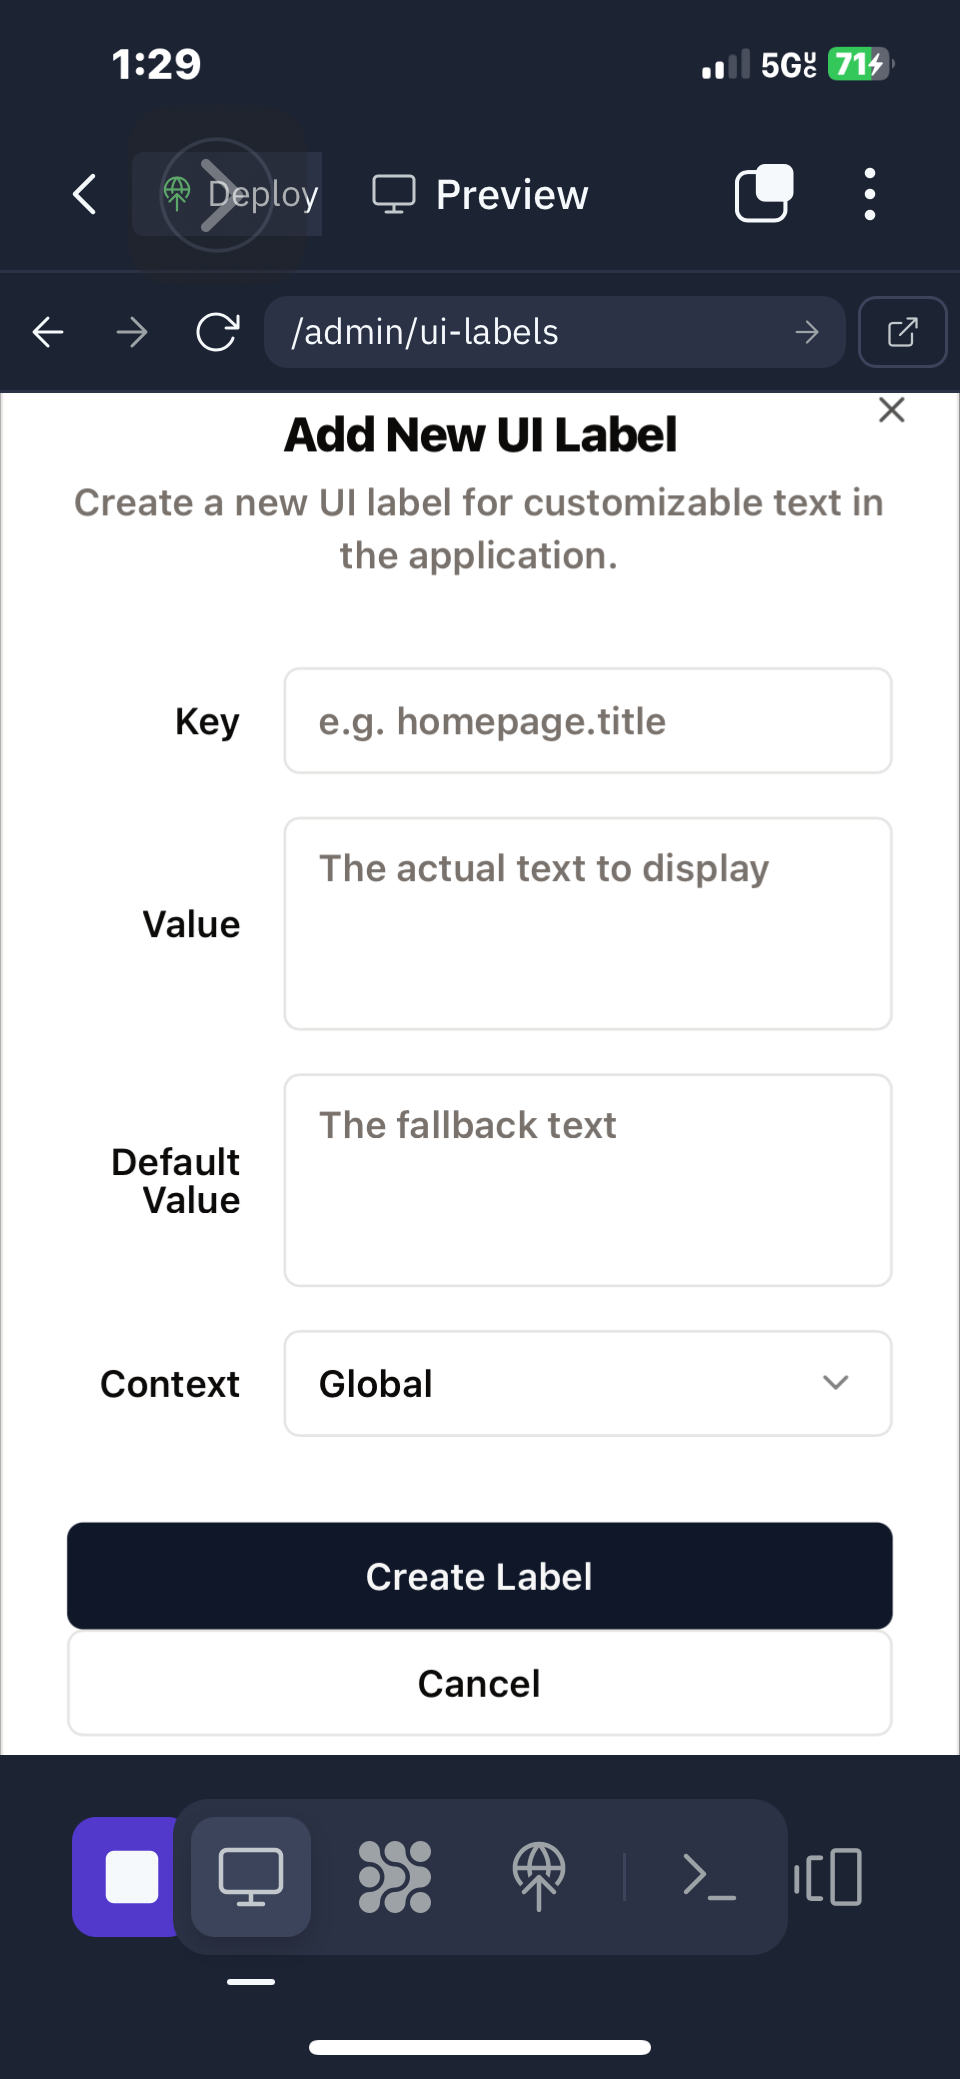 1:29
5G UC 71
Deploy
Preview
/admin/ui-labels
Add New UI Label
Create a new UI label for customizable text in
the application.
Key
e.g. homepage.title
Value
The actual text to display
Default
Value
The fallback text
Context
Global
Create Label
Cancel